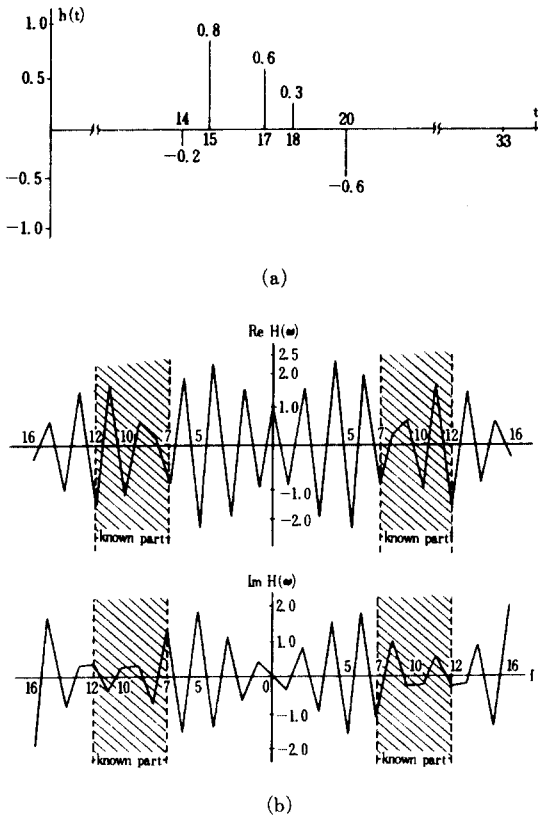 h(t)
1.0
0.8
0.6
0.5
0.3
14 20 t
15 17 18 33
-0.2
-0.5
-0.6
-1.0
(a)
Re H(ω)
2.5
2.0
1.0
16 12 10 7 5 5 7 10 12 16
-1.0
-2.0
known part known part
Im H(ω)
2.0
1.0
16 12 10 7 5 0 5 7 10 12 16 f
-1.0
-2.0
known part known part
(b)